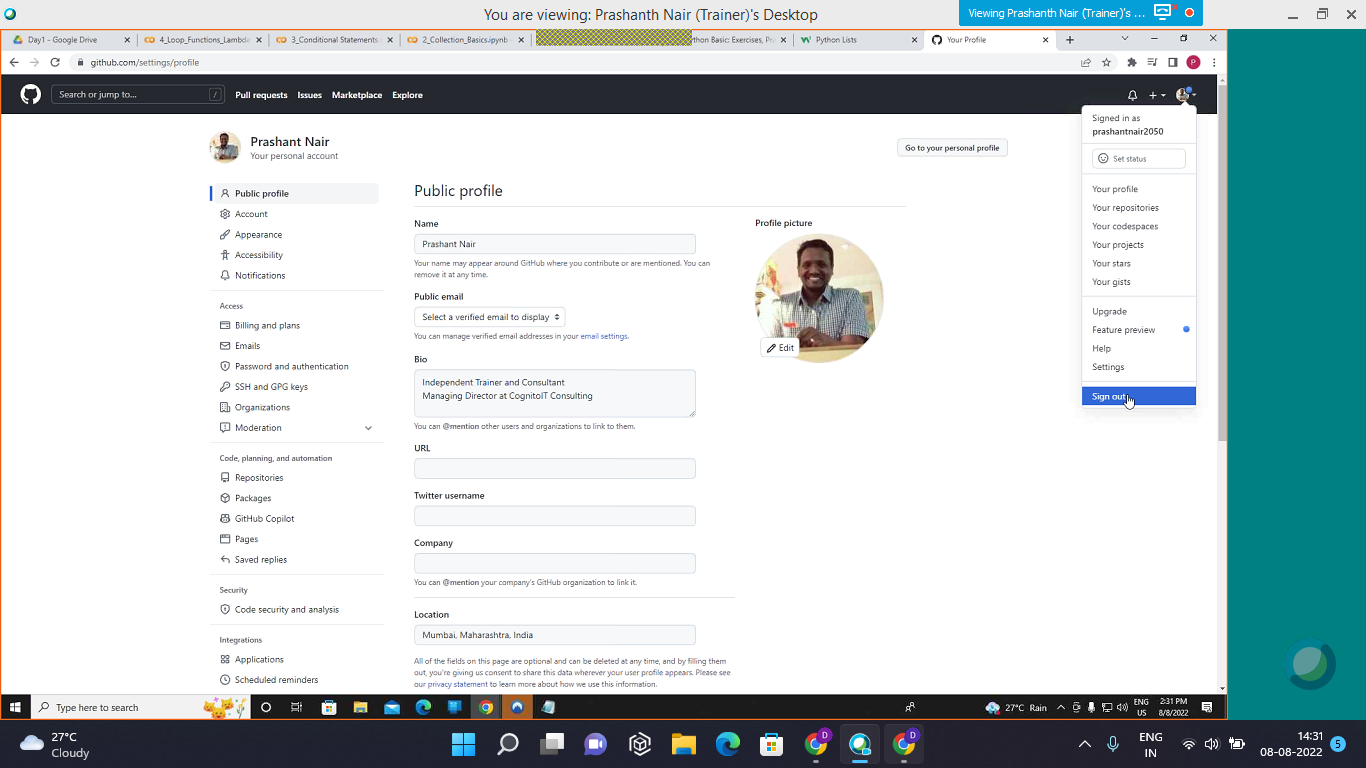 You are viewing: Prashanth Nair (Trainer)'s Desktop
Viewing Prashanth Nair (Trainer)'s ...
Day1 - Google Drive
4_Loop_Functions_Lambda
3_Conditional Statements
2_Collection_Basics.ipynb -
thon Basic: Exercises, Pra
Python Lists
Your Profile
github.com/settings/profile
P
Search or jump to...
/
Pull requests
Issues
Marketplace
Explore
Prashant Nair
Your personal account
Go to your personal profile
Public profile
Account
Appearance
Accessibility
Notifications
Access
Billing and plans
Emails
Password and authentication
SSH and GPG keys
Organizations
Moderation
Code, planning, and automation
Repositories
Packages
GitHub Copilot
Pages
Saved replies
Security
Code security and analysis
Integrations
Applications
Scheduled reminders
Public profile
Name
Prashant Nair
Your name may appear around GitHub where you contribute or are mentioned. You can
remove it at any time.
Public email
Select a verified email to display
You can manage verified email addresses in your email settings.
Bio
Independent Trainer and Consultant
Managing Director at CognitoIT Consulting
You can @mention other users and organizations to link to them.
URL
Twitter username
Company
You can @mention your company's GitHub organization to link it.
Location
Mumbai, Maharashtra, India
All of the fields on this page are optional and can be deleted at any time, and by filling them
out, you're giving us consent to share this data wherever your user profile appears. Please see
our privacy statement to learn more about how we use this information.
Profile picture
Edit
Signed in as
prashantnair2050
Set status
Your profile
Your repositories
Your codespaces
Your projects
Your stars
Your gists
Upgrade
Feature preview
Help
Settings
Sign out
Type here to search
27°C Rain
ENG
US
2:31 PM
8/8/2022
27°C
Cloudy
D
D
ENG
IN
14:31
08-08-2022
5